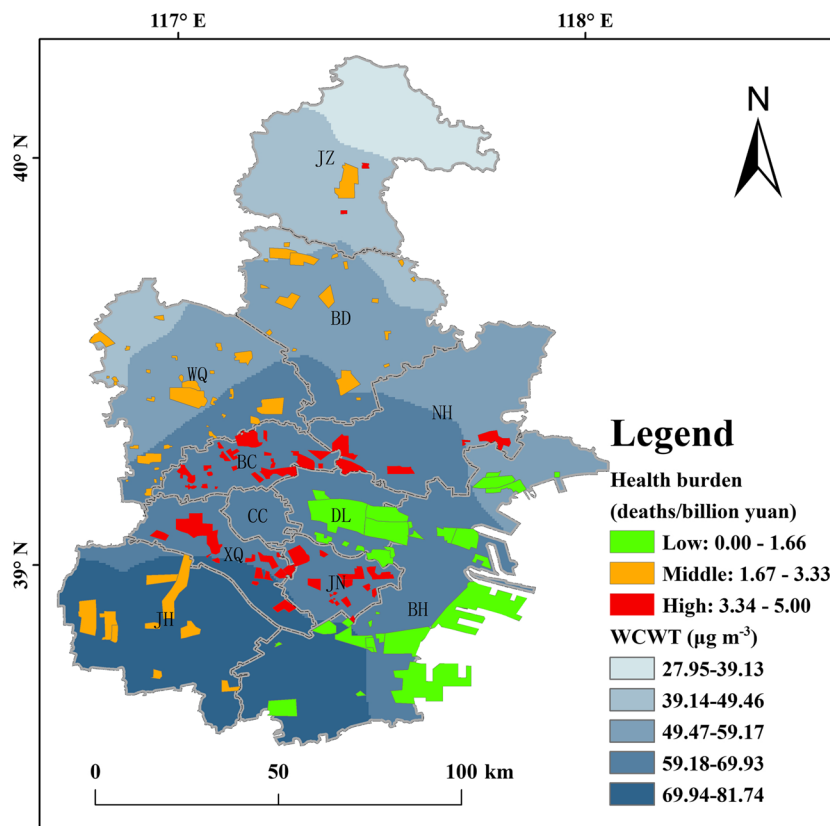 117° E
118° E
40° N
39° N
N
JZ
BD
WQ
NH
BC
CC
DL
XQ
JN
BH
JH
Legend
Health burden
(deaths/billion yuan)
Low: 0.00 - 1.66
Middle: 1.67 - 3.33
High: 3.34 - 5.00
WCWT (μg m⁻³)
27.95-39.13
39.14-49.46
49.47-59.17
59.18-69.93
69.94-81.74
0 50 100 km